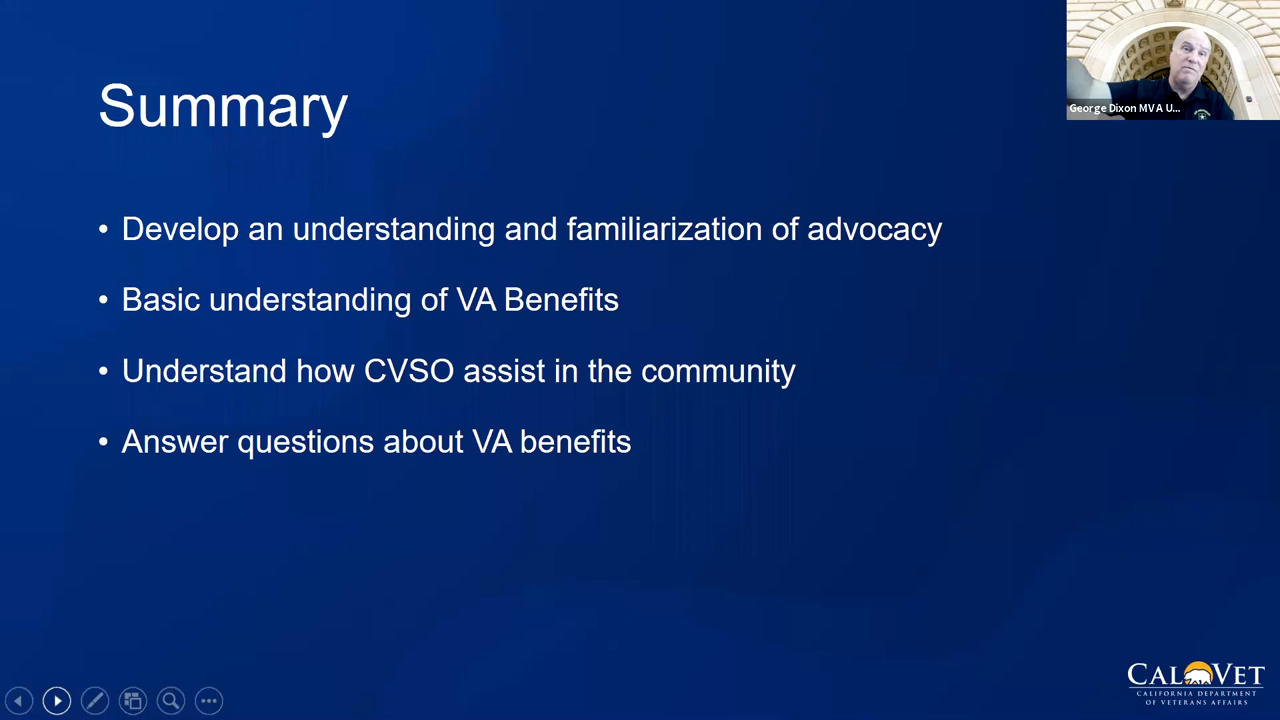 George Dixon MVA U...
Summary
• Develop an understanding and familiarization of advocacy
• Basic understanding of VA Benefits
• Understand how CVSO assist in the community
• Answer questions about VA benefits
CALVET
CALIFORNIA DEPARTMENT
OF VETERANS AFFAIRS